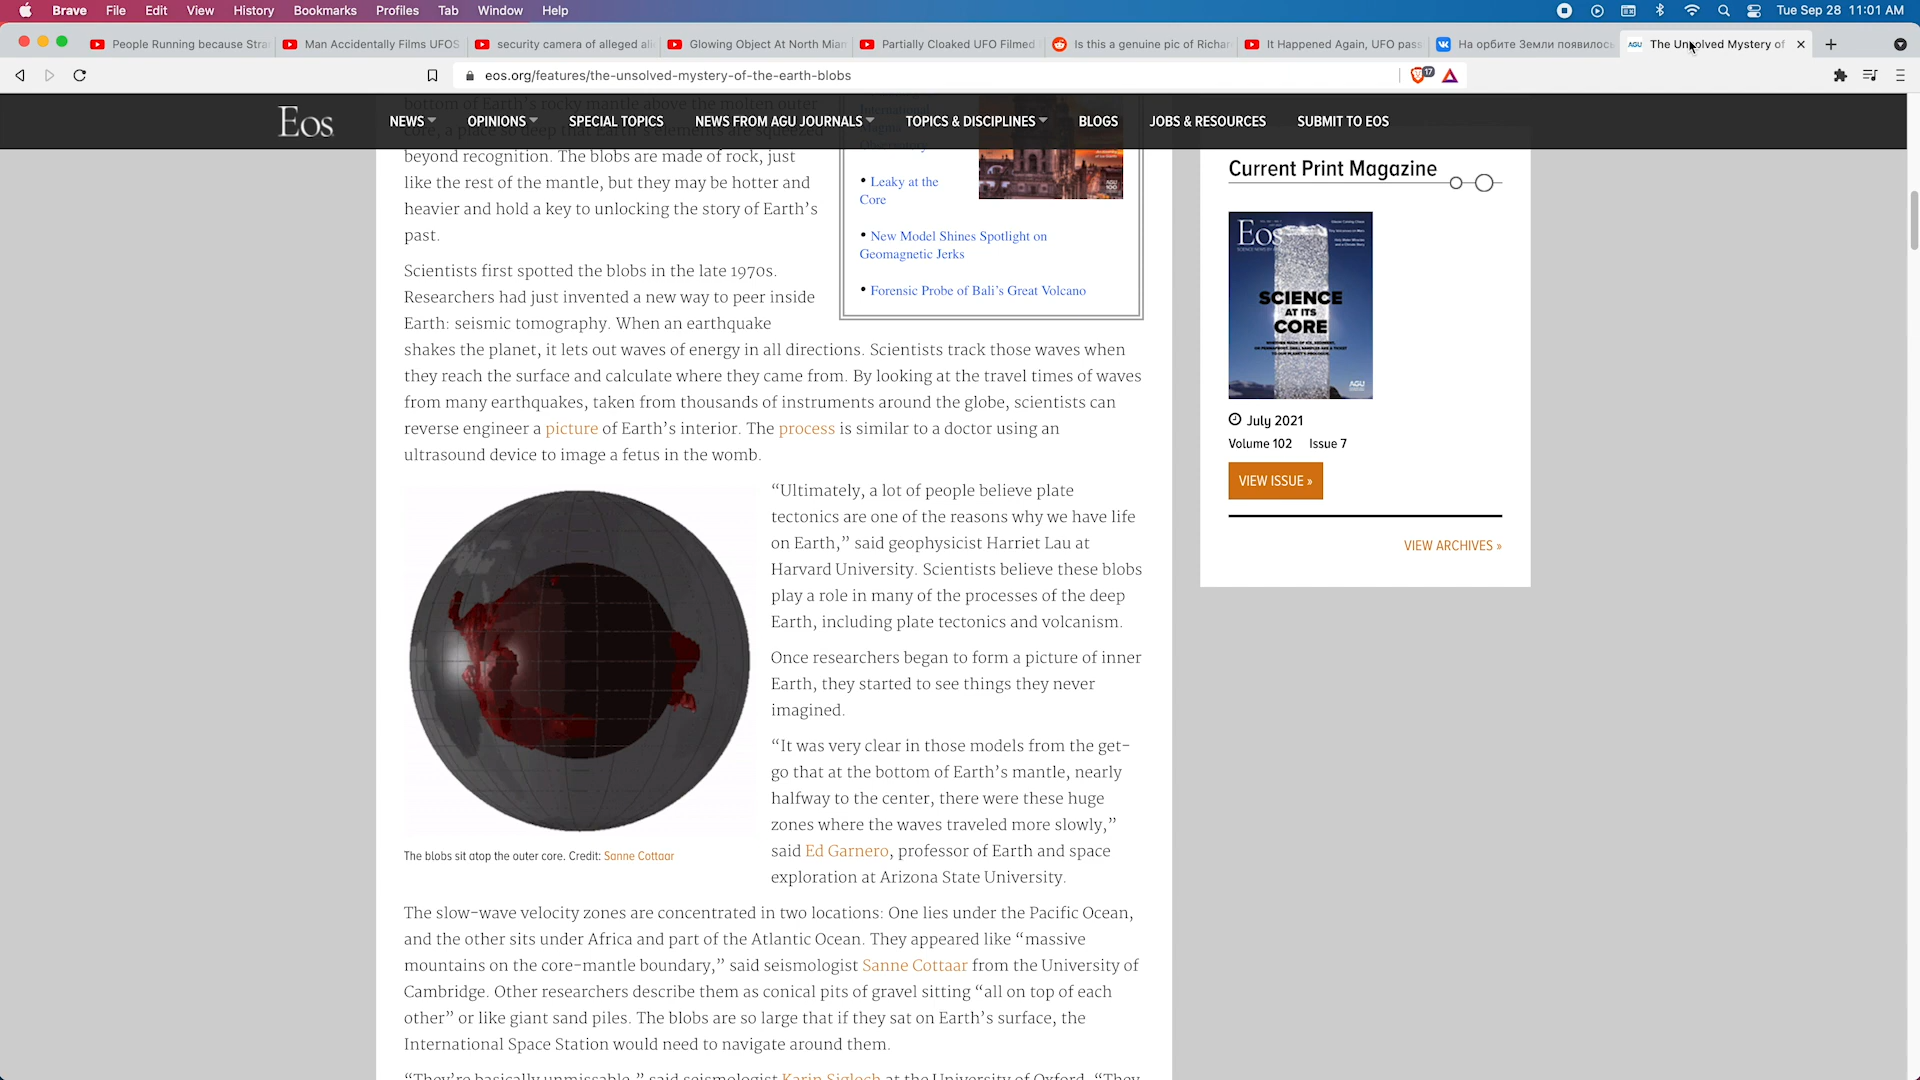 Brave File Edit View History Bookmarks Profiles Tab Window Help Tue Sep 28 11:01 AM
People Running because Stra Man Accidentally Films UFOS security camera of alleged ali Glowing Object At North Miam Partially Cloaked UFO Filmed Is this a genuine pic of Richar It Happened Again, UFO pass На орбите Земли появилось AGU The Unsolved Mystery of
eos.org/features/the-unsolved-mystery-of-the-earth-blobs 17
Eos NEWS OPINIONS SPECIAL TOPICS NEWS FROM AGU JOURNALS TOPICS & DISCIPLINES BLOGS JOBS & RESOURCES SUBMIT TO EOS
bottom of Earth's rocky mantle above the molten outer
core, a place so deep that Earth's elements are squeezed
beyond recognition. The blobs are made of rock, just
like the rest of the mantle, but they may be hotter and
heavier and hold a key to unlocking the story of Earth's
past.
International
Magma
• Leaky at the
Core
• New Model Shines Spotlight on
Geomagnetic Jerks
• Forensic Probe of Bali's Great Volcano
Scientists first spotted the blobs in the late 1970s.
Researchers had just invented a new way to peer inside
Earth: seismic tomography. When an earthquake
shakes the planet, it lets out waves of energy in all directions. Scientists track those waves when
they reach the surface and calculate where they came from. By looking at the travel times of waves
from many earthquakes, taken from thousands of instruments around the globe, scientists can
reverse engineer a picture of Earth's interior. The process is similar to a doctor using an
ultrasound device to image a fetus in the womb.
“Ultimately, a lot of people believe plate
tectonics are one of the reasons why we have life
on Earth,” said geophysicist Harriet Lau at
Harvard University. Scientists believe these blobs
play a role in many of the processes of the deep
Earth, including plate tectonics and volcanism.
Once researchers began to form a picture of inner
Earth, they started to see things they never
imagined.
“It was very clear in those models from the get-
go that at the bottom of Earth's mantle, nearly
halfway to the center, there were these huge
zones where the waves traveled more slowly,”
said Ed Garnero, professor of Earth and space
exploration at Arizona State University.
The blobs sit atop the outer core. Credit: Sanne Cottaar
The slow-wave velocity zones are concentrated in two locations: One lies under the Pacific Ocean,
and the other sits under Africa and part of the Atlantic Ocean. They appeared like “massive
mountains on the core-mantle boundary,” said seismologist Sanne Cottaar from the University of
Cambridge. Other researchers describe them as conical pits of gravel sitting “all on top of each
other” or like giant sand piles. The blobs are so large that if they sat on Earth's surface, the
International Space Station would need to navigate around them.
“They're basically unmissable,” said seismologist Karin Sigloch at the University of Oxford. “They
Current Print Magazine
Eos
SCIENCE
AT ITS
CORE
AGU
July 2021
Volume 102 Issue 7
VIEW ISSUE »
VIEW ARCHIVES »